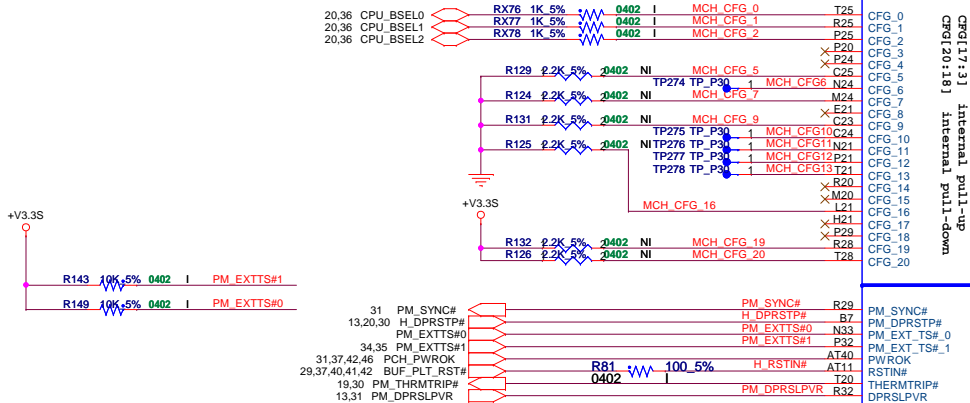 20,36 CPU_BSEL0 RX76 1K_5% 0402 I MCH_CFG_0 T25 CFG_0
20,36 CPU_BSEL1 RX77 1K_5% 0402 I MCH_CFG_1 R25 CFG_1
20,36 CPU_BSEL2 RX78 1K_5% 0402 I MCH_CFG_2 P25 CFG_2
P20 CFG_3
P24 CFG_4
R129 2.2K_5% 2 0402 NI MCH_CFG_5 C25 CFG_5
TP274 TP_P30 1 MCH_CFG6 N24 CFG_6
R124 2.2K_5% 2 0402 NI MCH_CFG_7 M24 CFG_7
E21 CFG_8
R131 2.2K_5% 2 0402 NI MCH_CFG_9 C23 CFG_9
TP275 TP_P30 1 MCH_CFG10 C24 CFG_10
R125 2.2K_5% 2 0402 NI TP276 TP_P30 1 MCH_CFG11 N21 CFG_11
TP277 TP_P30 1 MCH_CFG12 P21 CFG_12
TP278 TP_P30 1 MCH_CFG13 T21 CFG_13
R20 CFG_14
M20 CFG_15
MCH_CFG_16 L21 CFG_16
H21 CFG_17
P29 CFG_18
+V3.3S
R132 2.2K_5% 2 0402 NI MCH_CFG_19 R28 CFG_19
R126 2.2K_5% 2 0402 NI MCH_CFG_20 T28 CFG_20
CFG[17:3] internal pull-up
CFG[20:18] internal pull-down
+V3.3S
R143 10K_5% 0402 I PM_EXTTS#1
R149 10K_5% 0402 I PM_EXTTS#0
31 PM_SYNC# PM_SYNC# R29 PM_SYNC#
13,20,30 H_DPRSTP# H_DPRSTP# B7 PM_DPRSTP#
PM_EXTTS#0 PM_EXTTS#0 N33 PM_EXT_TS#_0
34,35 PM_EXTTS#1 PM_EXTTS#1 P32 PM_EXT_TS#_1
31,37,42,46 PCH_PWROK AT40 PWROK
29,37,40,41,42 BUF_PLT_RST# R81 100_5% H_RSTIN# AT11 RSTIN#
0402 I
19,30 PM_THRMTRIP# T20 THERMTRIP#
13,31 PM_DPRSLPVR PM_DPRSLPVR R32 DPRSLPVR